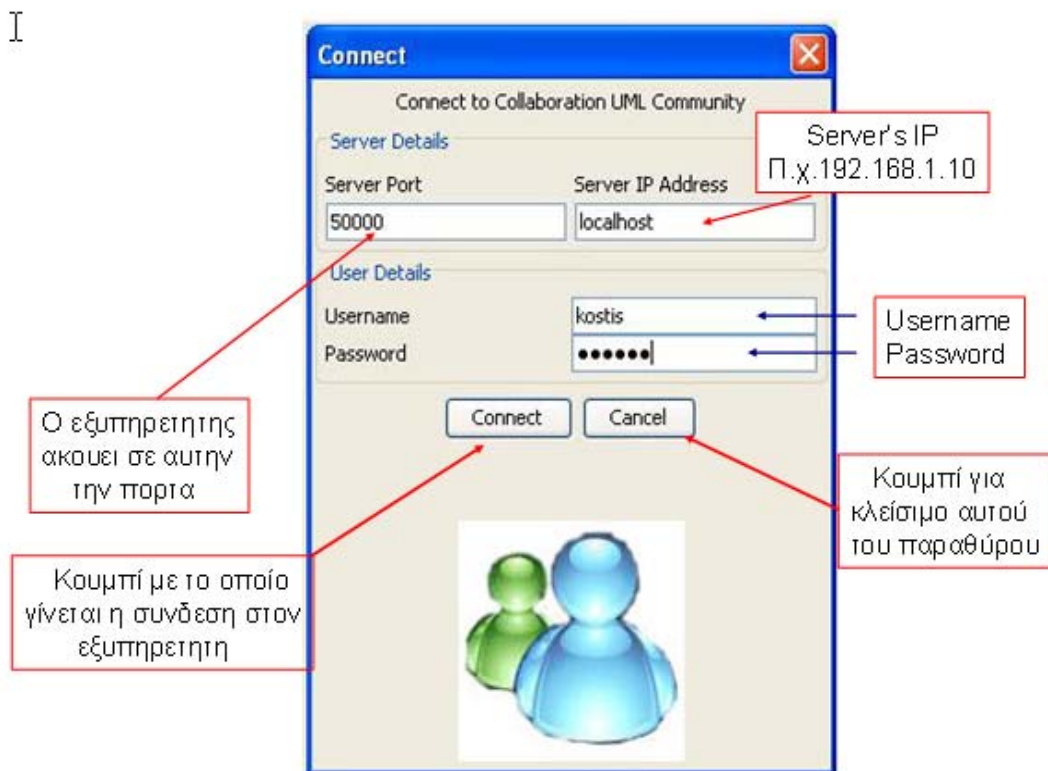 Connect
Connect to Collaboration UML Community
Server Details
Server Port
Server IP Address
50000
localhost
User Details
Username
kostis
Password
Connect
Cancel
Server's IP
Π.χ.192.168.1.10
Username
Password
Ο εξυπηρετητης
ακουει σε αυτην
την πορτα
Κουμπί για
κλείσιμο αυτού
του παραθύρου
Κουμπί με το οποίο
γίνεται η συνδεση στον
εξυπηρετητη